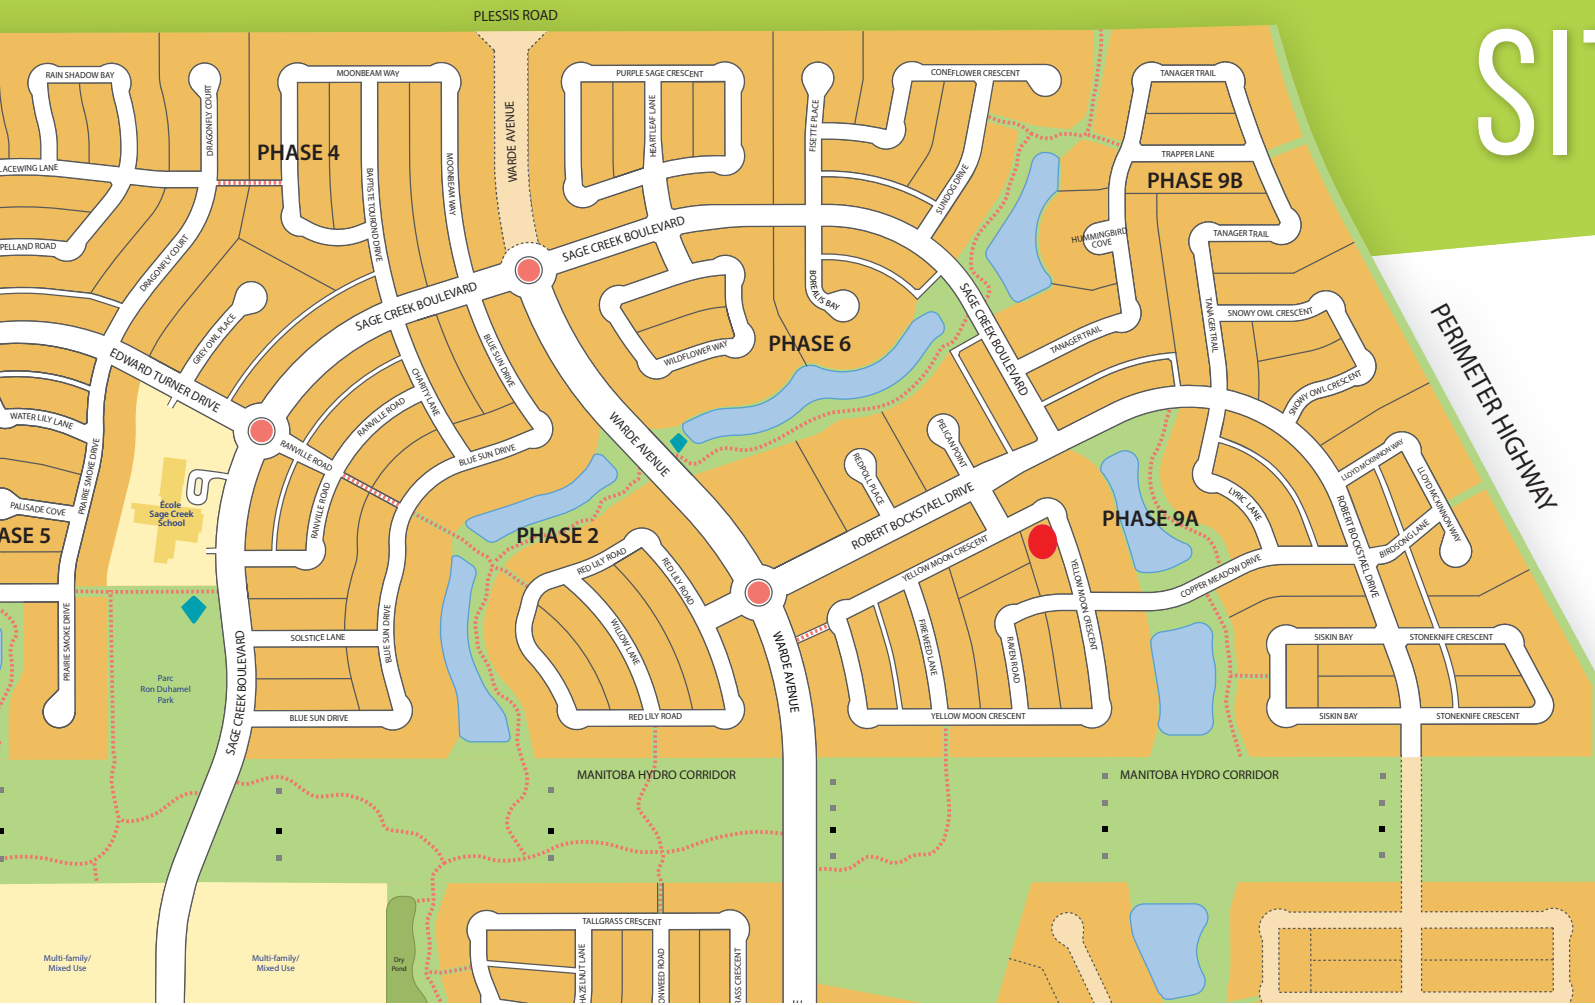 PLESSIS ROAD
SIT
RAIN SHADOW BAY
MOONBEAM WAY
PURPLE SAGE CRESCENT
CONEFLOWER CRESCENT
TANAGER TRAIL
DRAGONFLY COURT
WARDE AVENUE
HEARTLEAF LANE
FISETTE PLACE
PHASE 4
TRAPPER LANE
ACEWING LANE
BAPTISTE TOUROND DRIVE
MOONBEAM WAY
SUNDOG DRIVE
PHASE 9B
PELLAND ROAD
DRAGONFLY COURT
SAGE CREEK BOULEVARD
HUMMINGBIRD
COVE
TANAGER TRAIL
SAGE CREEK BOULEVARD
BOREALIS BAY
SAGE CREEK BOULEVARD
TANAGER TRAIL
SNOWY OWL CRESCENT
PERIMETER HIGHWAY
GREY OWL PLACE
BLUE SUN DRIVE
WILDFLOWER WAY
PHASE 6
TANAGER TRAIL
EDWARD TURNER DRIVE
CHARITY LANE
SNOWY OWL CRESCENT
WATER LILY LANE
RANVILLE ROAD
WARDE AVENUE
PELICAN POINT
PRAIRIE SMOKE DRIVE
RANVILLE ROAD
BLUE SUN DRIVE
REDPOLL PLACE
LLOYD MCKINNON WAY
LLOYD MCKINNON WAY
PALISADE COVE
École
Sage Creek
School
RANVILLE ROAD
ROBERT BOCKSTAEL DRIVE
LYRIC LANE
ROBERT BOCKSTAEL DRIVE
ASE 5
PHASE 2
PHASE 9A
BIRDSONG LANE
RED LILY ROAD
RED LILY ROAD
YELLOW MOON CRESCENT
YELLOW MOON CRESCENT
COPPER MEADOW DRIVE
PRAIRIE SMOKE DRIVE
SOLSTICE LANE
BLUE SUN DRIVE
WILLOW LANE
WARDE AVENUE
FIREWEED LANE
RAVEN ROAD
SISKIN BAY
STONEKNIFE CRESCENT
Parc
Ron Duhamel
Park
SAGE CREEK BOULEVARD
BLUE SUN DRIVE
RED LILY ROAD
YELLOW MOON CRESCENT
SISKIN BAY
STONEKNIFE CRESCENT
MANITOBA HYDRO CORRIDOR
MANITOBA HYDRO CORRIDOR
TALLGRASS CRESCENT
Multi-family/
Mixed Use
Multi-family/
Mixed Use
Dry
Pond
HAZELNUT LANE
ONWEED ROAD
RASS CRESCENT
E